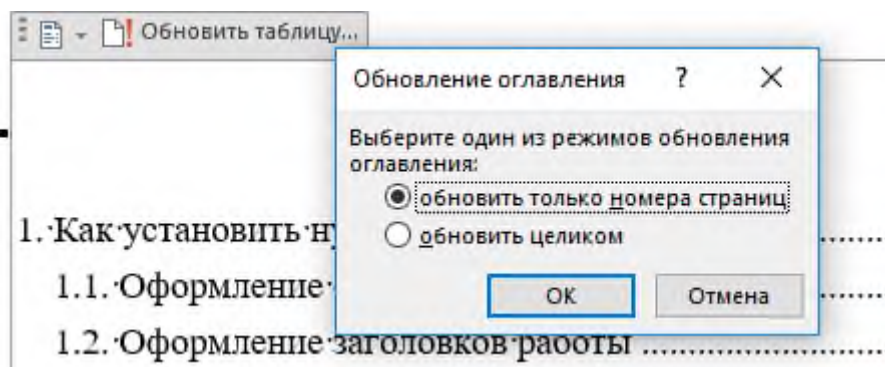 Обновить таблицу...
Обновление оглавления ? ✕
Выберите один из режимов обновления
оглавления:
обновить только номера страниц
обновить целиком
ОК Отмена
1. Как установить
1.1. Оформление
1.2. Оформление заголовков работы ........................